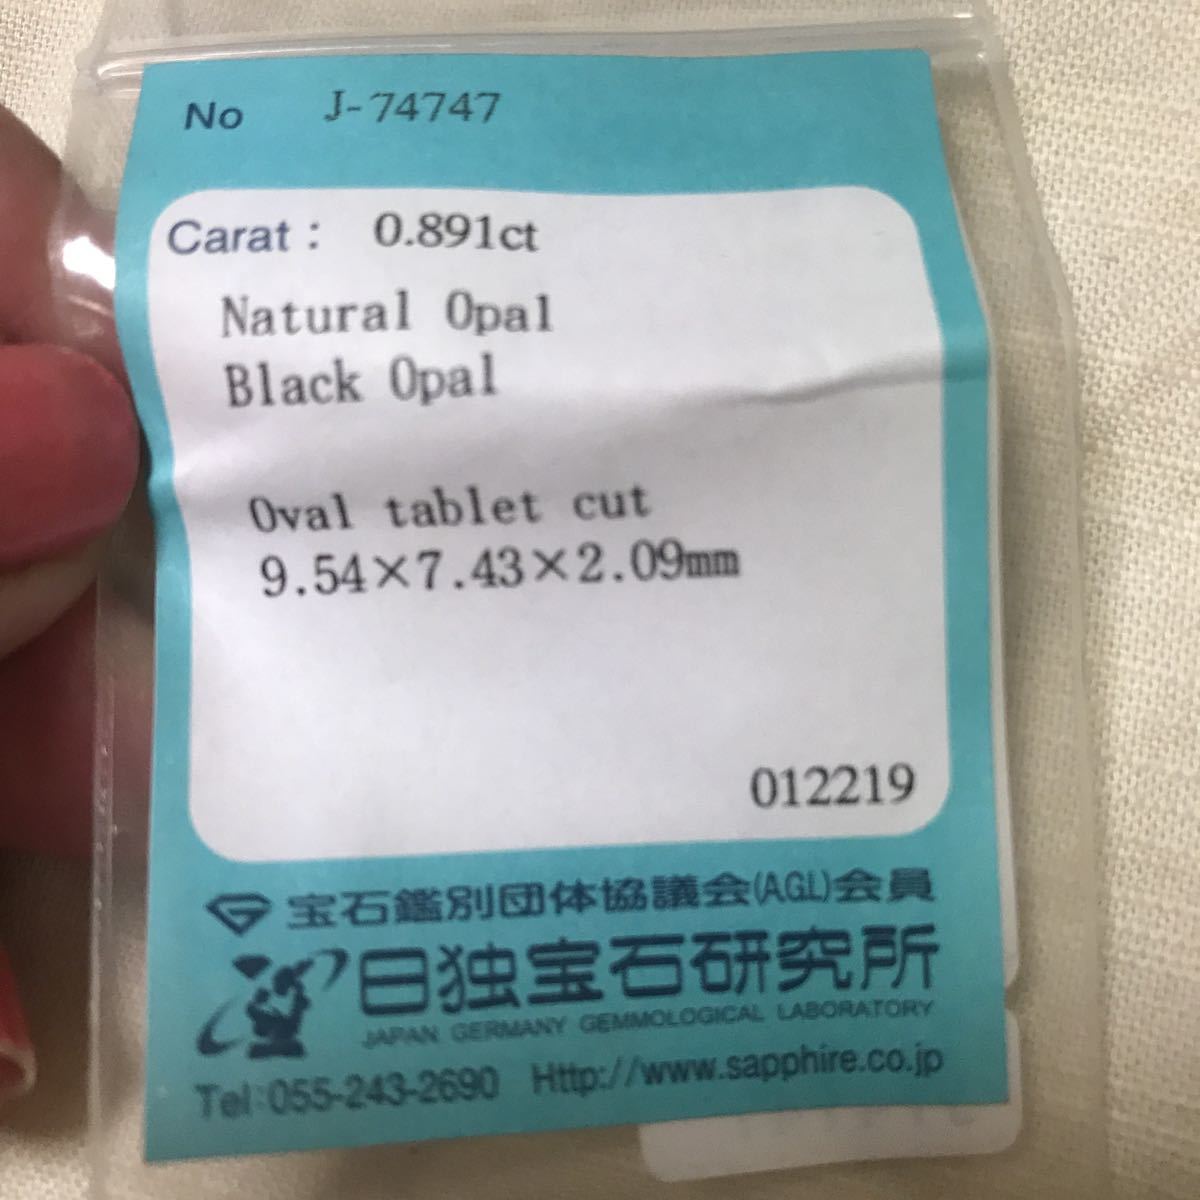 No J-74747
Carat: 0.891ct
Natural Opal
Black Opal
Oval tablet cut
9.54×7.43×2.09mm
012219
宝石鑑別団体協議会(AGL)会員
日独宝石研究所
JAPAN GERMANY GEMMOLOGICAL LABORATORY
Tel:055-243-2690 Http://www.sapphire.co.jp